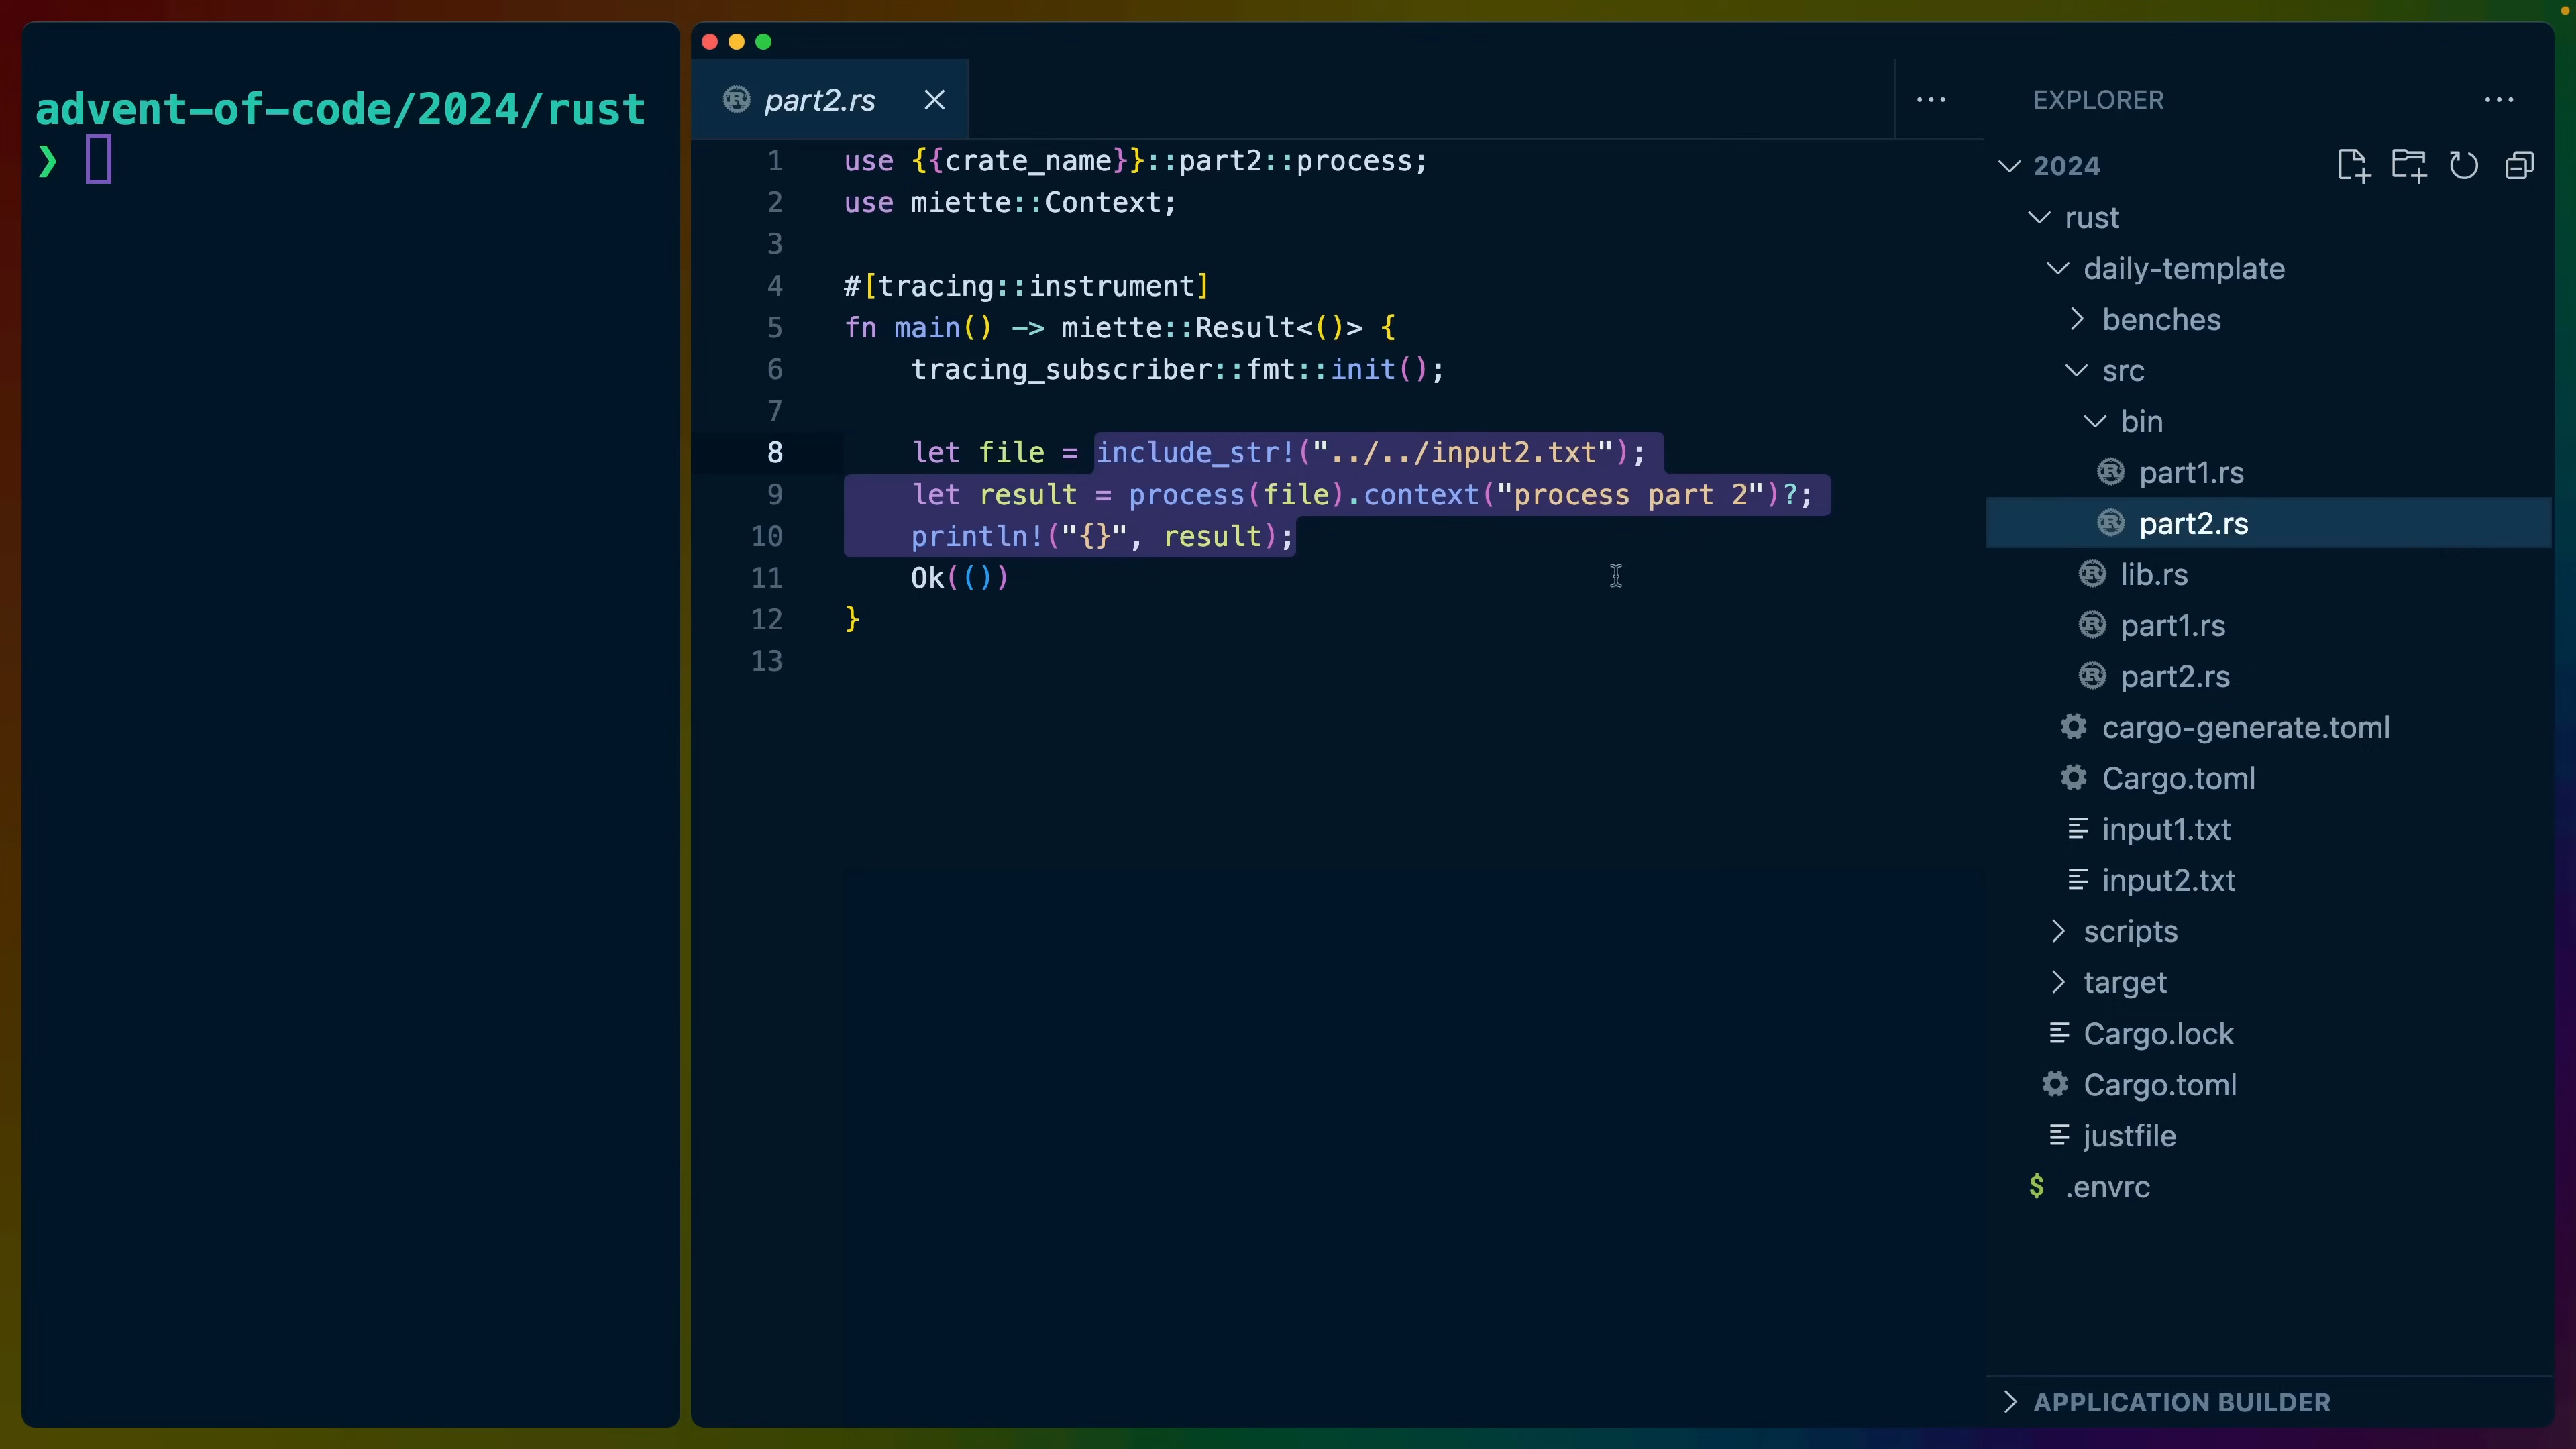 advent-of-code/2024/rust
❯
part2.rs
1 use {{crate_name}}::part2::process;
2 use miette::Context;
3
4 #[tracing::instrument]
5 fn main() -> miette::Result<()> {
6     tracing_subscriber::fmt::init();
7
8     let file = include_str!("../../input2.txt");
9     let result = process(file).context("process part 2")?;
10     println!("{}", result);
11     Ok(())
12 }
13
EXPLORER
2024
rust
daily-template
benches
src
bin
part1.rs
part2.rs
lib.rs
part1.rs
part2.rs
cargo-generate.toml
Cargo.toml
input1.txt
input2.txt
scripts
target
Cargo.lock
Cargo.toml
justfile
$ .envrc
APPLICATION BUILDER